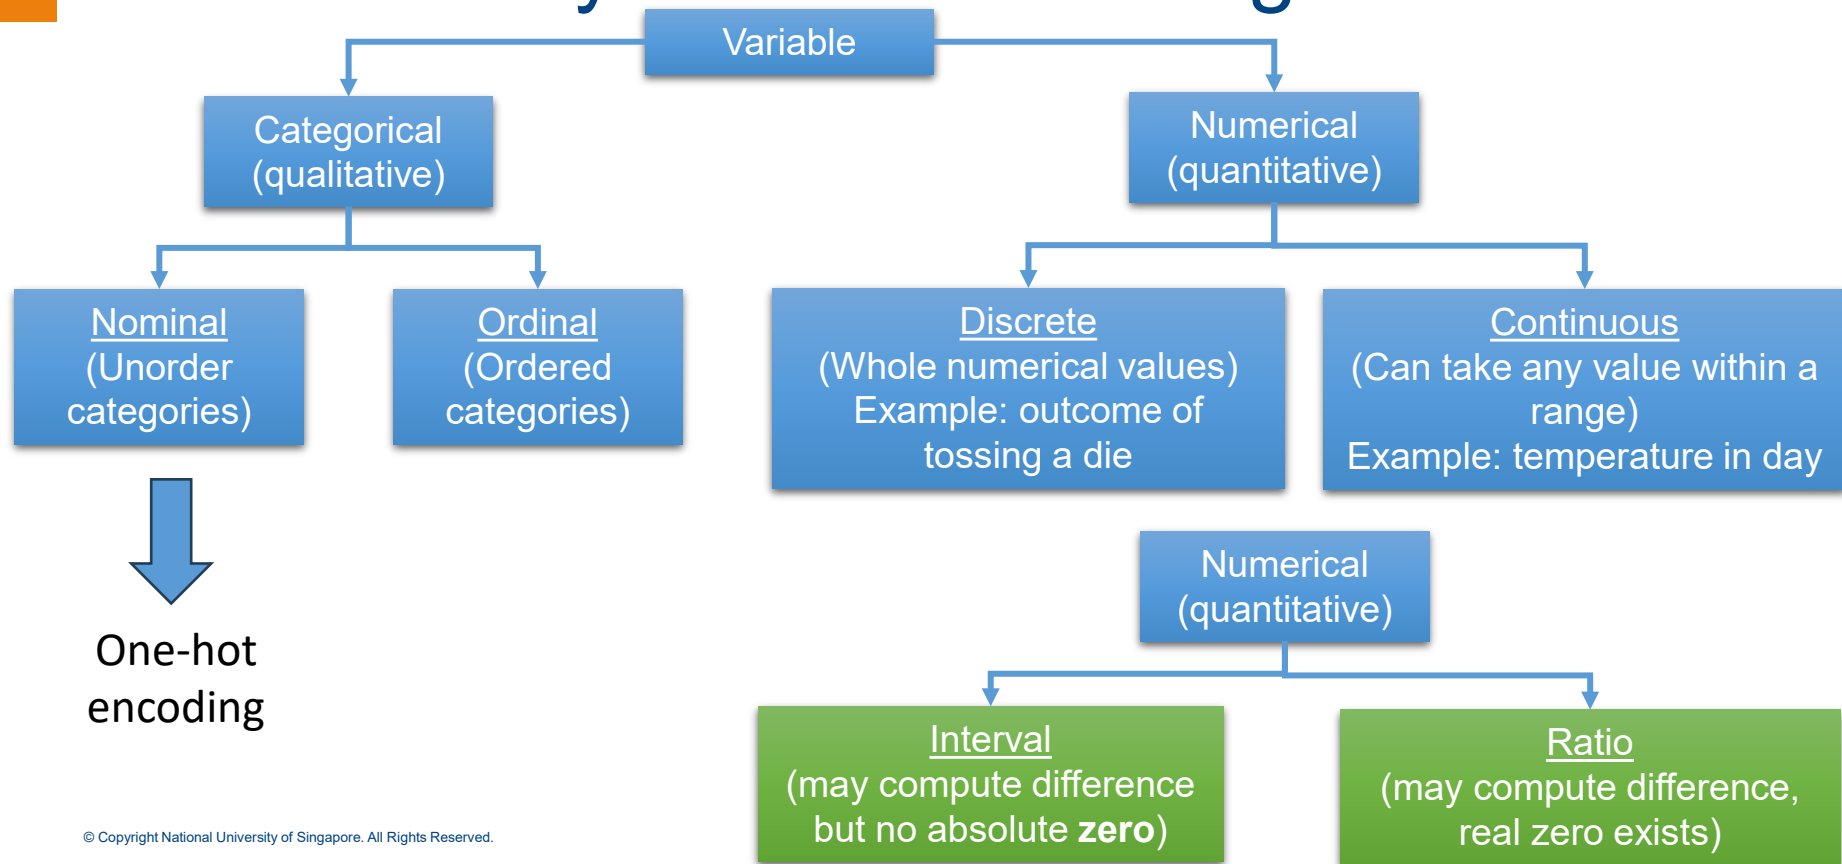 Variable
Categorical
(qualitative)
Numerical
(quantitative)
Nominal
(Unorder
categories)
Ordinal
(Ordered
categories)
Discrete
(Whole numerical values)
Example: outcome of
tossing a die
Continuous
(Can take any value within a
range)
Example: temperature in day
One-hot
encoding
Numerical
(quantitative)
Interval
(may compute difference
but no absolute zero)
Ratio
(may compute difference,
real zero exists)
© Copyright National University of Singapore. All Rights Reserved.